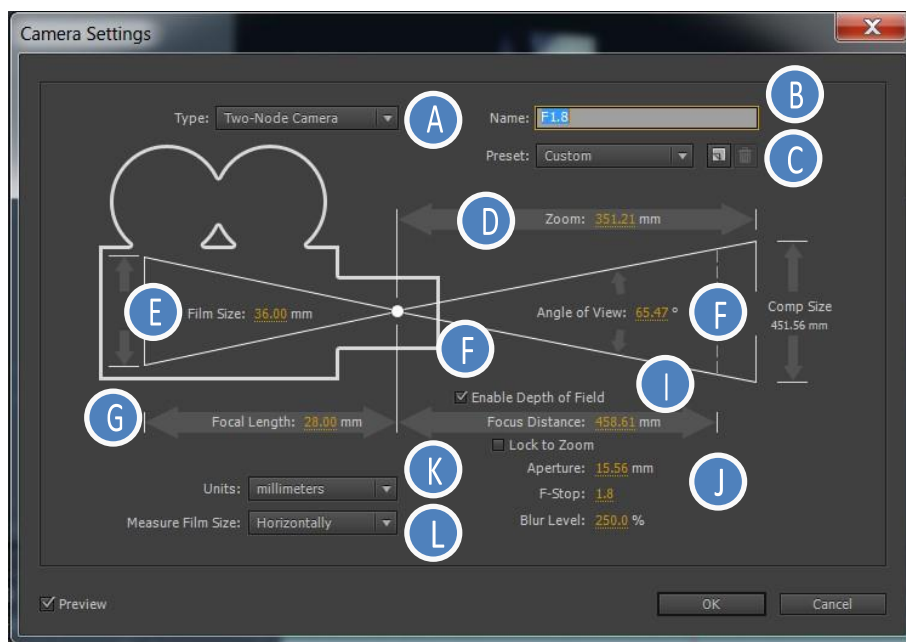 Camera Settings
X
B
Type: Two-Node Camera A Name: F1.8
Preset: Custom C
D Zoom: 351.21 mm
E Film Size: 36.00 mm Angle of View: 65.47 ° F Comp Size
451.56 mm
F
I
Enable Depth of Field
G Focal Length: 28.00 mm Focus Distance: 458.61 mm
Lock to Zoom
K Aperture: 15.56 mm J
Units: millimeters F-Stop: 1.8
Measure Film Size: Horizontally L Blur Level: 250.0 %
Preview OK Cancel